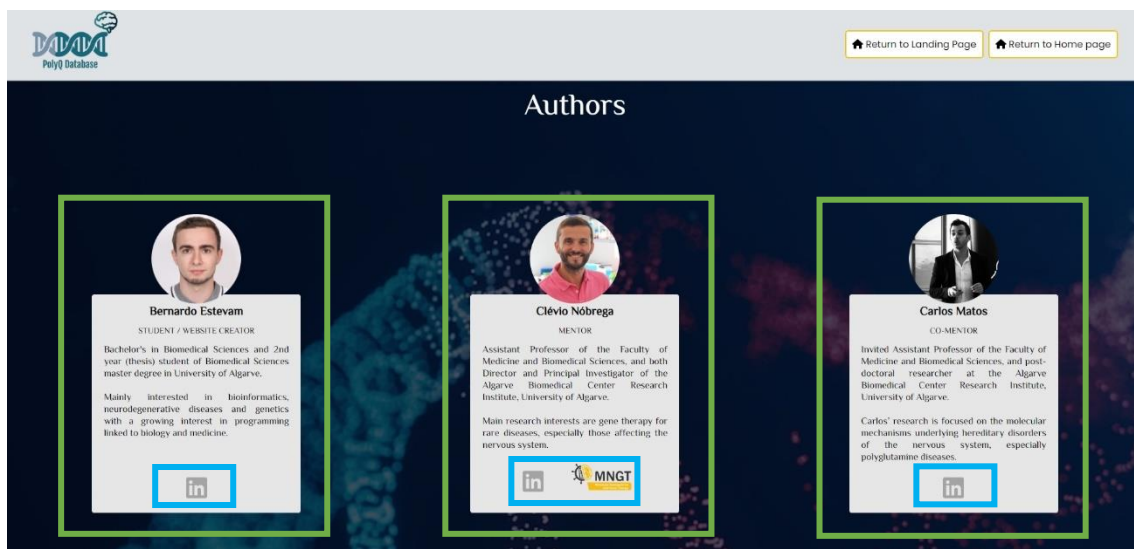 PolyQ Database
Return to Landing Page
Return to Home page
Authors
Bernardo Estevam
STUDENT / WEBSITE CREATOR
Bachelor's in Biomedical Sciences and 2nd
year (thesis) student of Biomedical Sciences
master degree in University of Algarve.
Mainly interested in bioinformatics,
neurodegenerative diseases and genetics
with a growing interest in programming
linked to biology and medicine.
in
Clévio Nóbrega
MENTOR
Assistant Professor of the Faculty of
Medicine and Biomedical Sciences, and both
Director and Principal Investigator of the
Algarve Biomedical Center Research
Institute, University of Algarve.
Main research interests are gene therapy for
rare diseases, especially those affecting the
nervous system.
in
MNGT
Carlos Matos
CO-MENTOR
Invited Assistant Professor of the Faculty of
Medicine and Biomedical Sciences, and post-
doctoral researcher at the Algarve
Biomedical Center Research Institute,
University of Algarve.
Carlos' research is focused on the molecular
mechanisms underlying hereditary disorders
of the nervous system, especially
polyglutamine diseases.
in